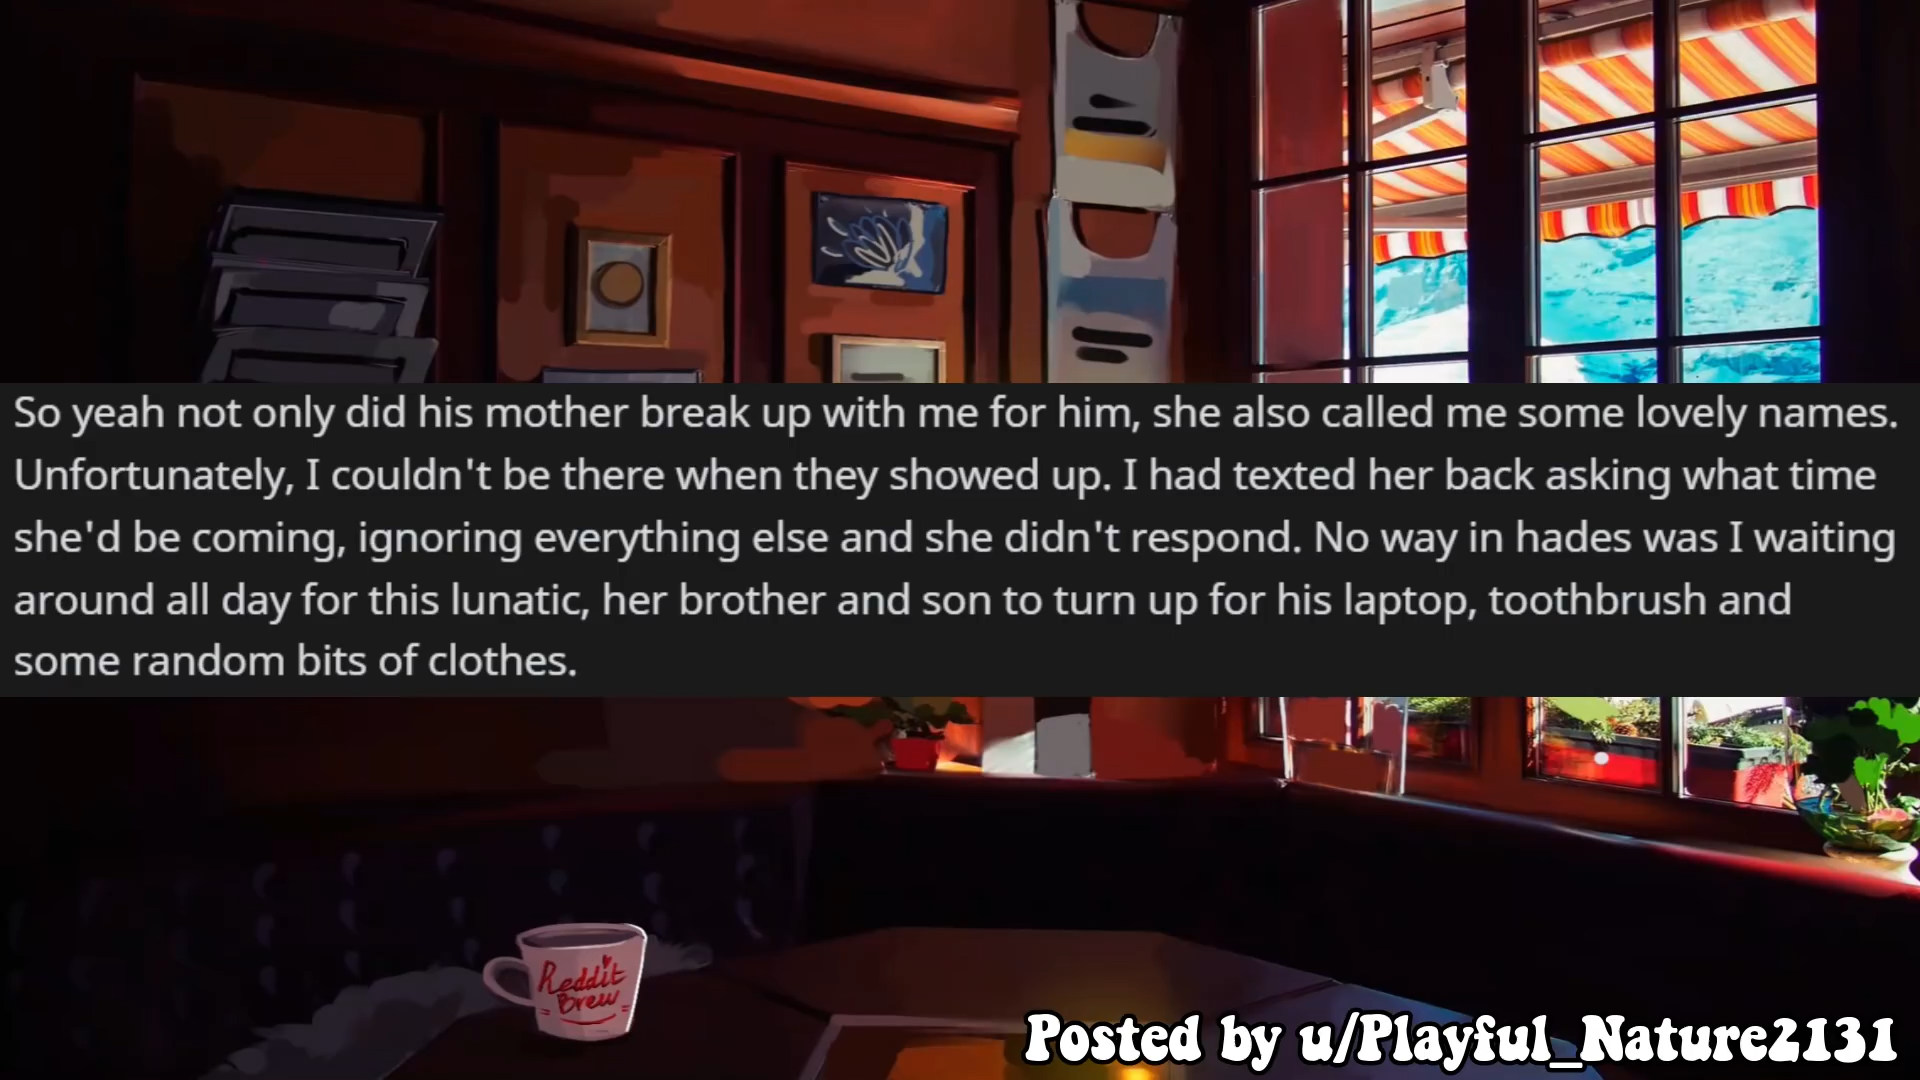 So yeah not only did his mother break up with me for him, she also called me some lovely names.
Unfortunately, I couldn't be there when they showed up. I had texted her back asking what time
she'd be coming, ignoring everything else and she didn't respond. No way in hades was I waiting
around all day for this lunatic, her brother and son to turn up for his laptop, toothbrush and
some random bits of clothes.
Reddit
Brew
Posted by u/Playful_Nature2131